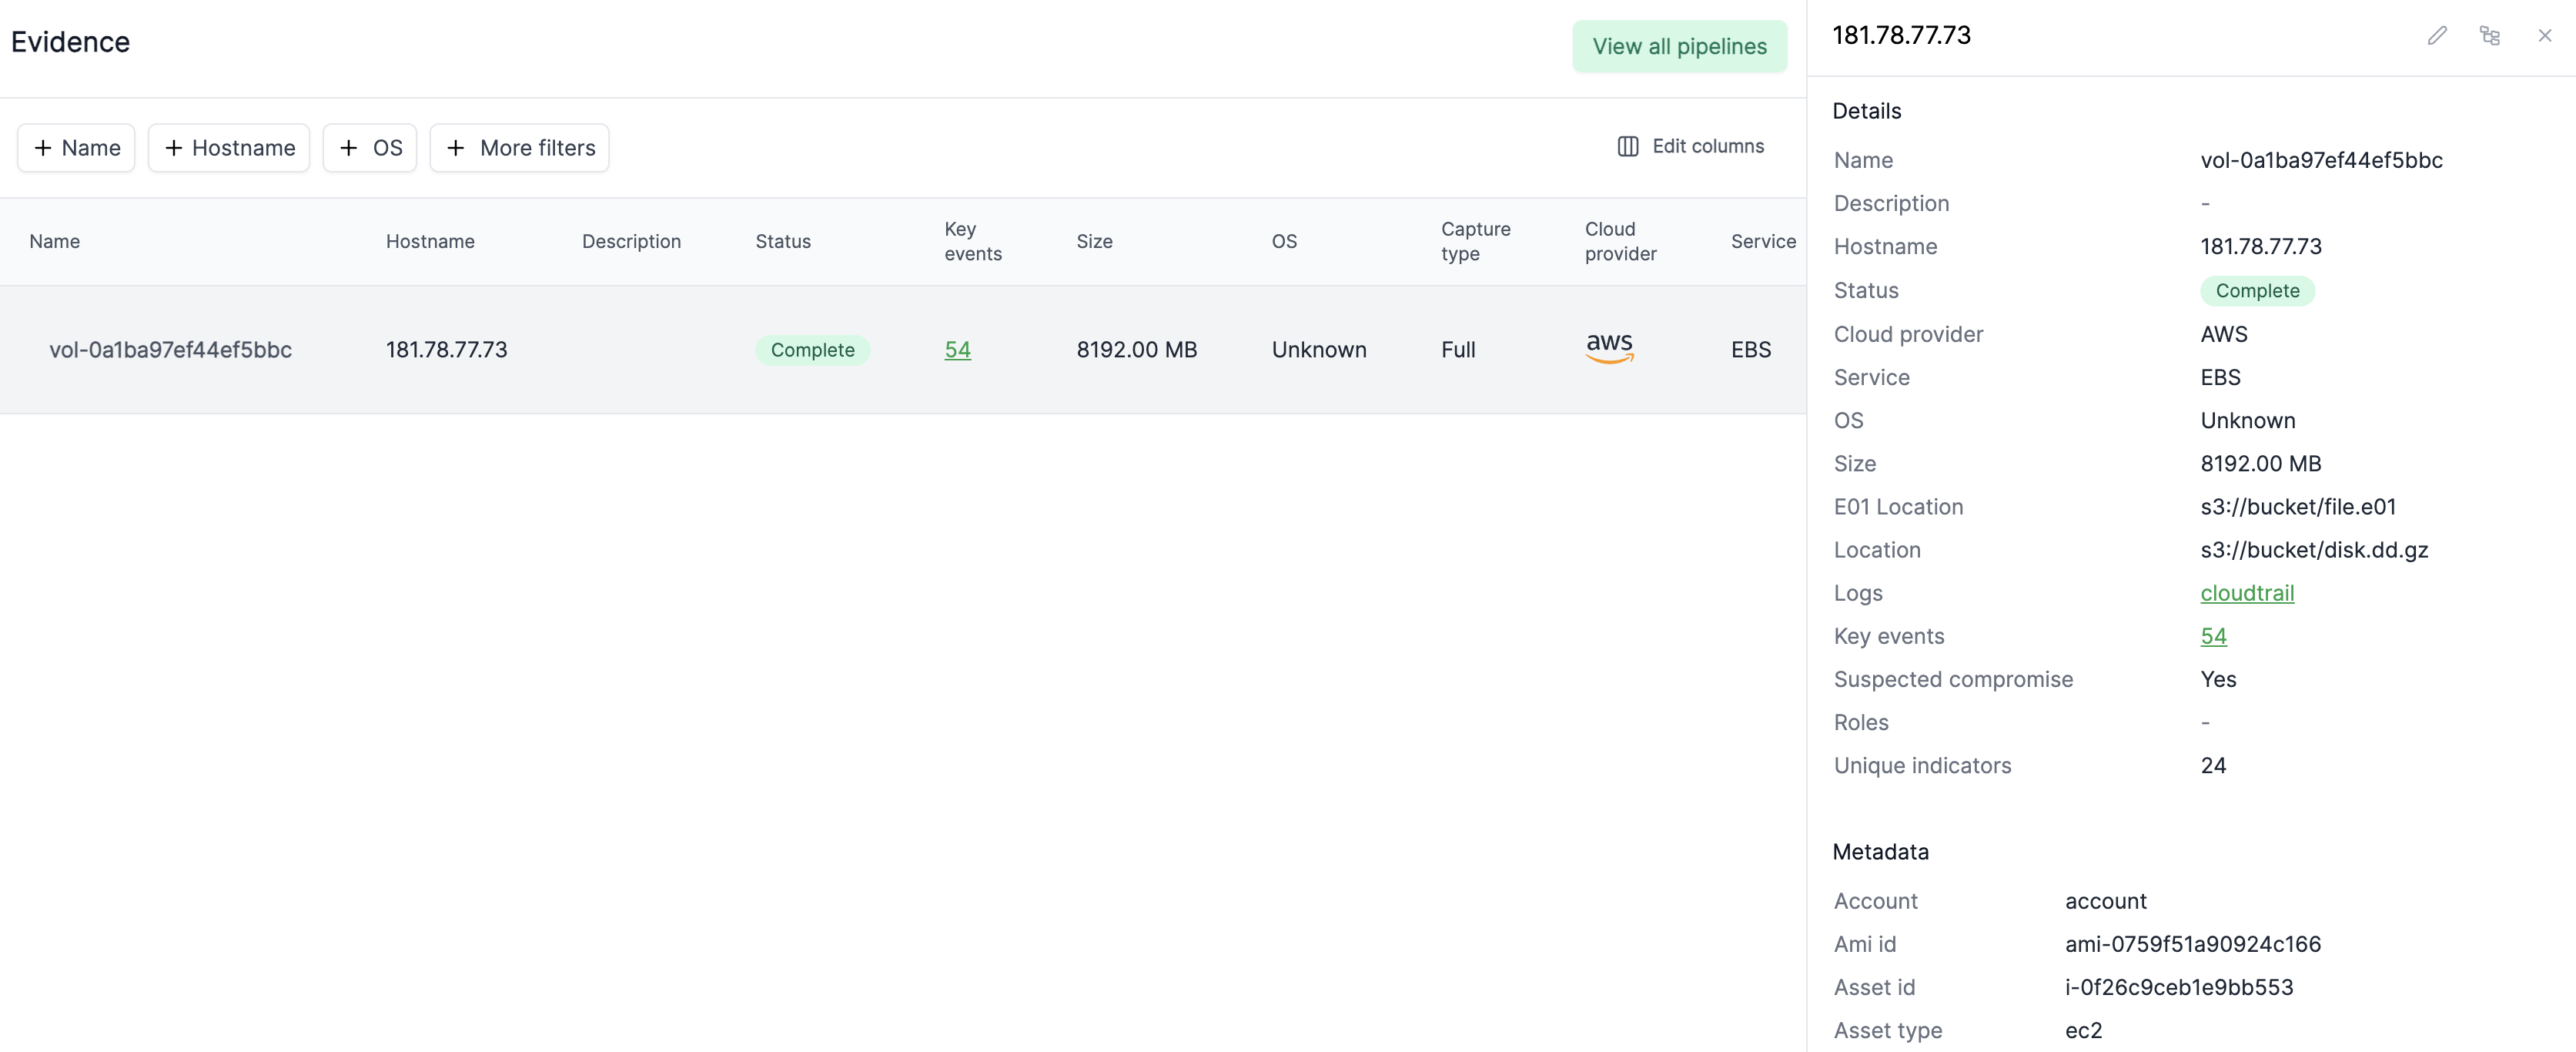 Evidence
View all pipelines
+ Name
+ Hostname
+ OS
+ More filters
Edit columns
Name
Hostname
Description
Status
Key events
Size
OS
Capture type
Cloud provider
Service
vol-0a1ba97ef44ef5bbc
181.78.77.73
Complete
54
8192.00 MB
Unknown
Full
aws
EBS
181.78.77.73
Details
Name vol-0a1ba97ef44ef5bbc
Description -
Hostname 181.78.77.73
Status Complete
Cloud provider AWS
Service EBS
OS Unknown
Size 8192.00 MB
E01 Location s3://bucket/file.e01
Location s3://bucket/disk.dd.gz
Logs cloudtrail
Key events 54
Suspected compromise Yes
Roles -
Unique indicators 24
Metadata
Account account
Ami id ami-0759f51a90924c166
Asset id i-0f26c9ceb1e9bb553
Asset type ec2